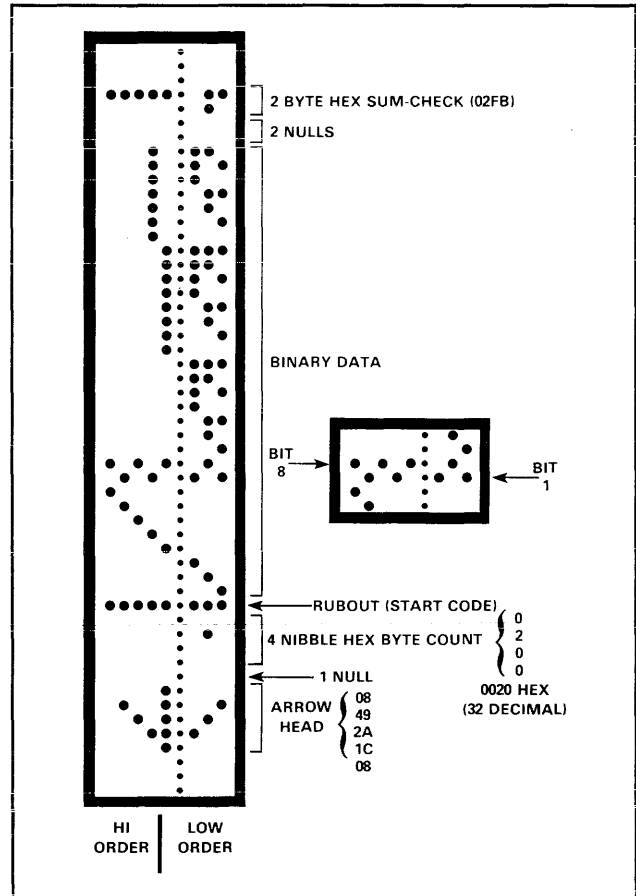 2 BYTE HEX SUM-CHECK (02FB)
2 NULLS
BINARY DATA
BIT
8
BIT
1
RUBOUT (START CODE)
4 NIBBLE HEX BYTE COUNT
0
2
0
0
0020 HEX
(32 DECIMAL)
1 NULL
ARROW
HEAD
08
49
2A
1C
08
HI
ORDER
LOW
ORDER